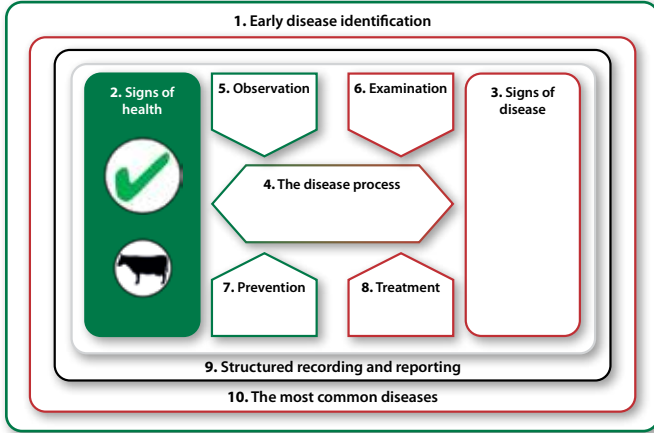 1. Early disease identification
2. Signs of
health
5. Observation
6. Examination
3. Signs of
disease
4. The disease process
7. Prevention
8. Treatment
9. Structured recording and reporting
10. The most common diseases